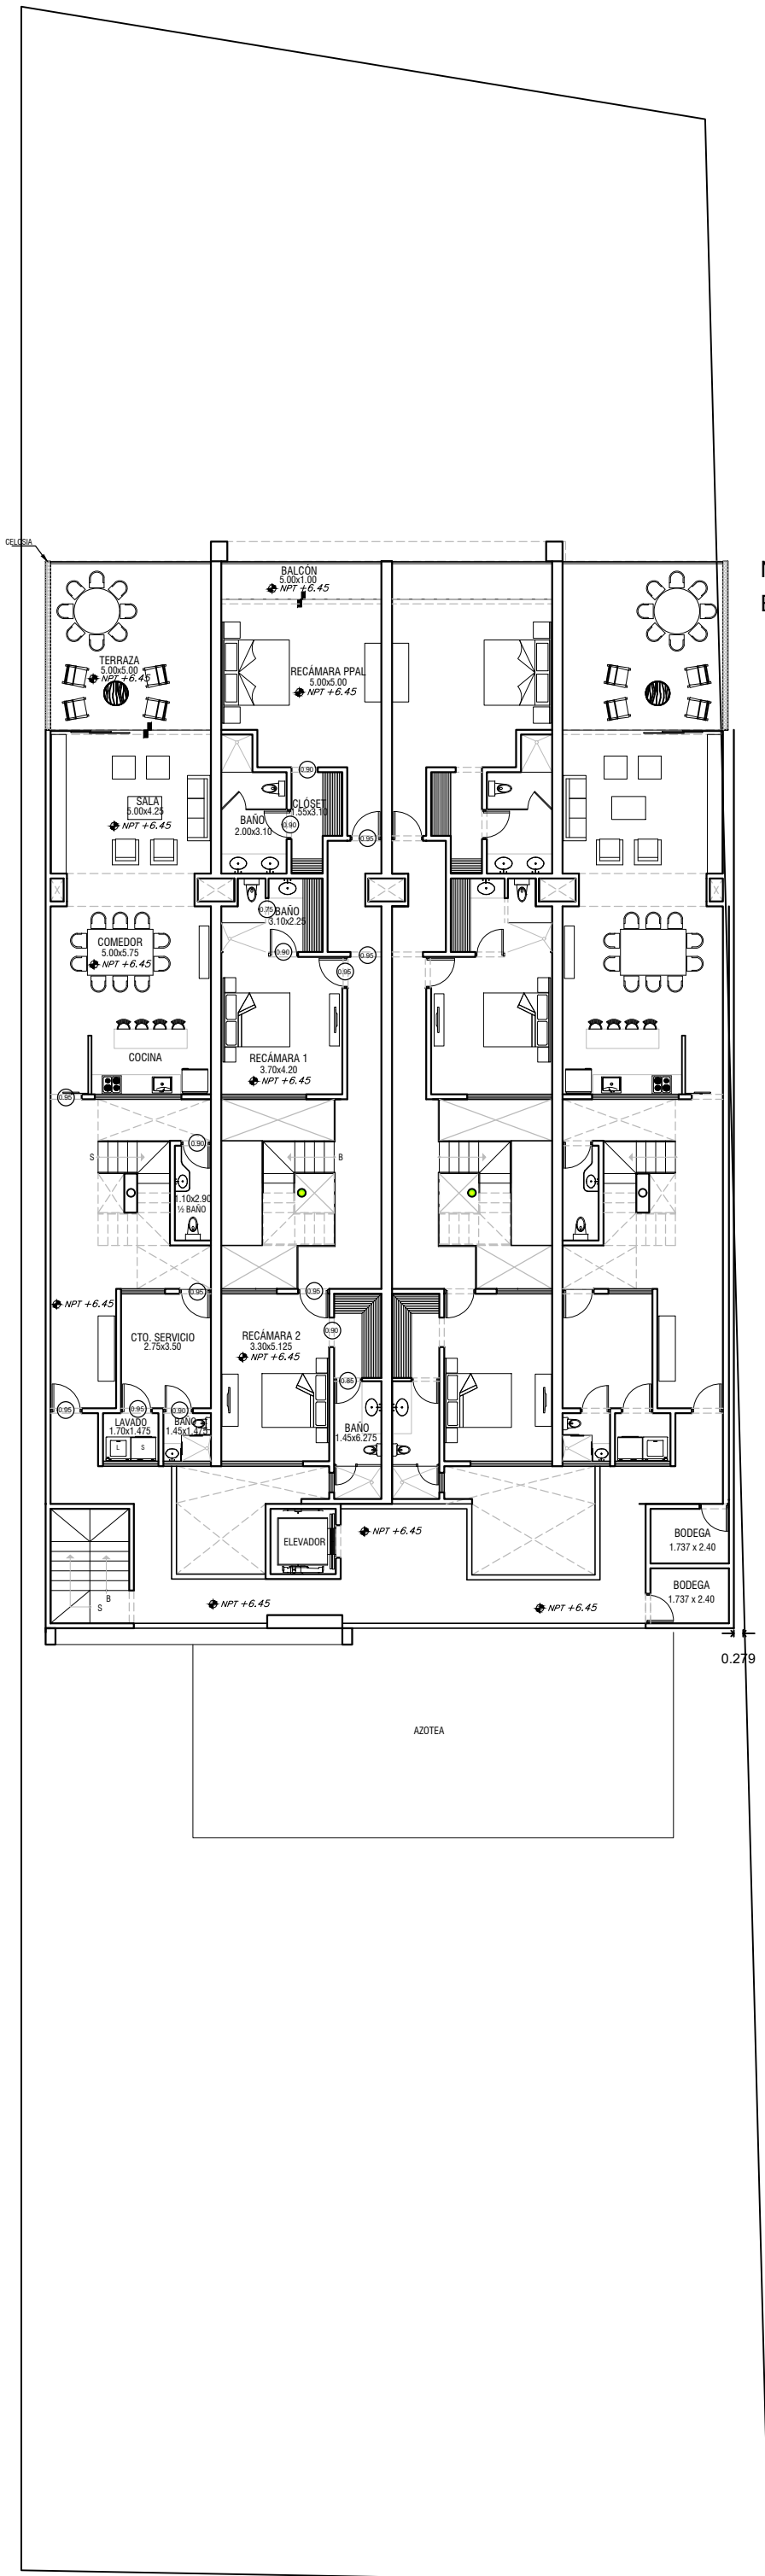 CELOSIA
BALCÓN
5.00x1.00
NPT +6.45
TERRAZA
5.00x5.00
NPT +6.45
RECÁMARA PPAL
5.00x5.00
NPT +6.45
0.90
SALA
5.00x4.25
NPT +6.45
CLÓSET
1.55x3.10
BAÑO
2.00x3.10
0.90
0.95
0.75
BAÑO
3.10x2.25
COMEDOR
5.00x5.75
NPT +6.45
0.90
0.95
0.95
COCINA
RECÁMARA 1
3.70x4.20
NPT +6.45
0.95
0.90
S
B
1.10x2.90
½ BAÑO
0.95
0.95
NPT +6.45
0.90
CTO. SERVICIO
2.75x3.50
RECÁMARA 2
3.30x5.125
NPT +6.45
0.85
0.95
0.95
0.90
LAVADO
1.70x1.475
BAÑO
1.45x1.475
BAÑO
1.45x6.275
L
S
ELEVADOR
NPT +6.45
BODEGA
1.737 x 2.40
BODEGA
1.737 x 2.40
B
S
NPT +6.45
NPT +6.45
0.279
AZOTEA